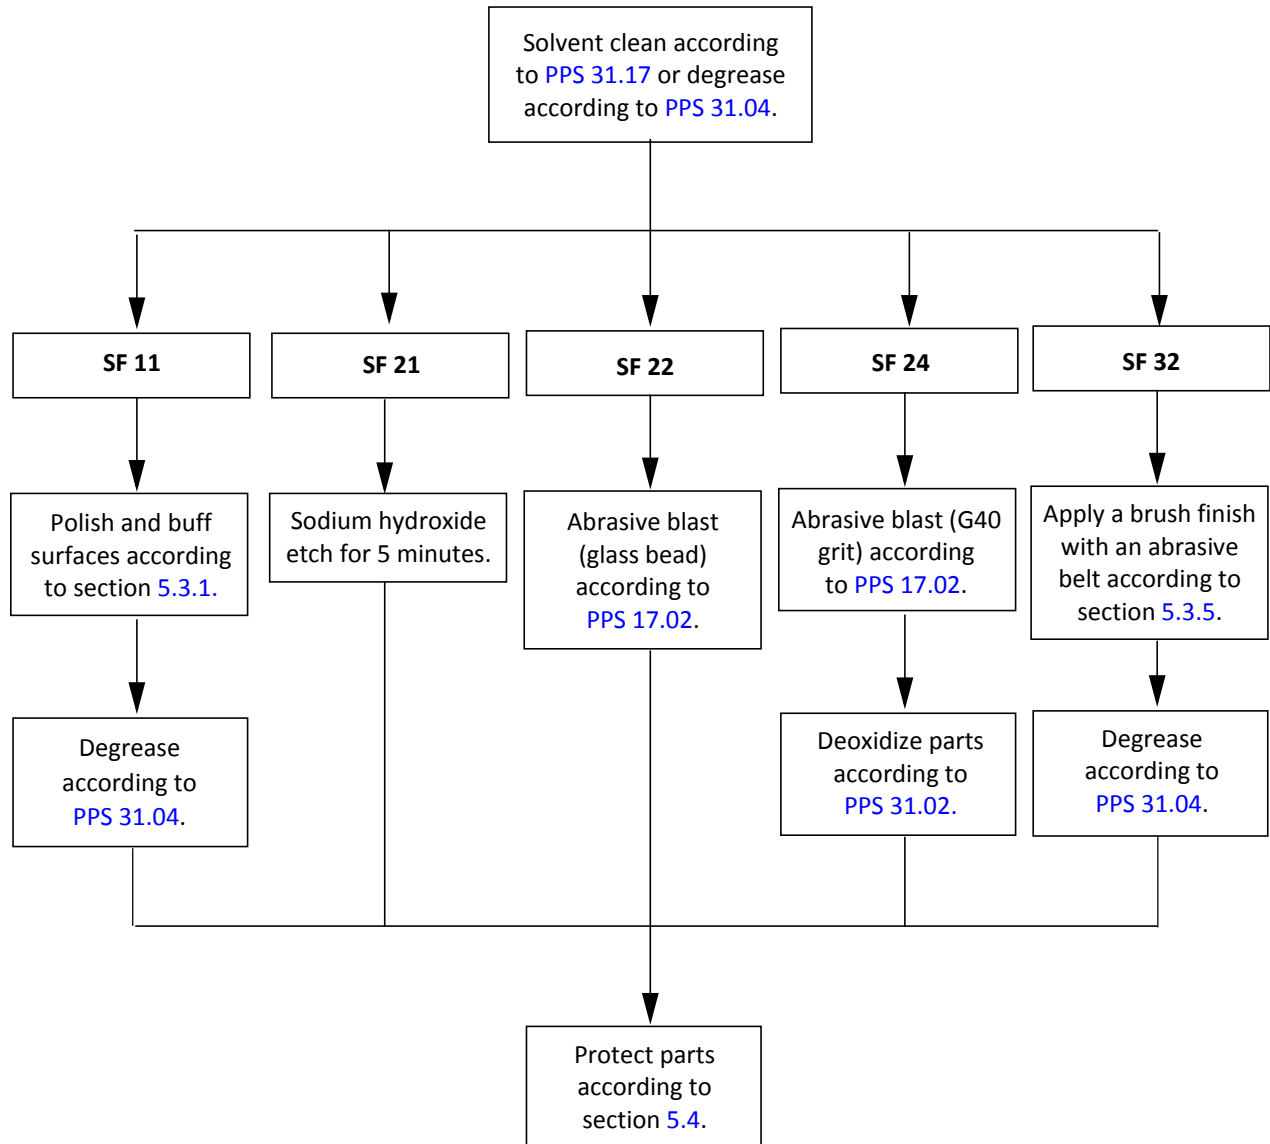 Solvent clean according
to PPS 31.17 or degrease
according to PPS 31.04.
SF 11
SF 21
SF 22
SF 24
SF 32
Polish and buff
surfaces according
to section 5.3.1.
Sodium hydroxide
etch for 5 minutes.
Abrasive blast
(glass bead)
according to
PPS 17.02.
Abrasive blast (G40
grit) according
to PPS 17.02.
Apply a brush finish
with an abrasive
belt according to
section 5.3.5.
Degrease
according to
PPS 31.04.
Deoxidize parts
according to
PPS 31.02.
Degrease
according to
PPS 31.04.
Protect parts
according to
section 5.4.